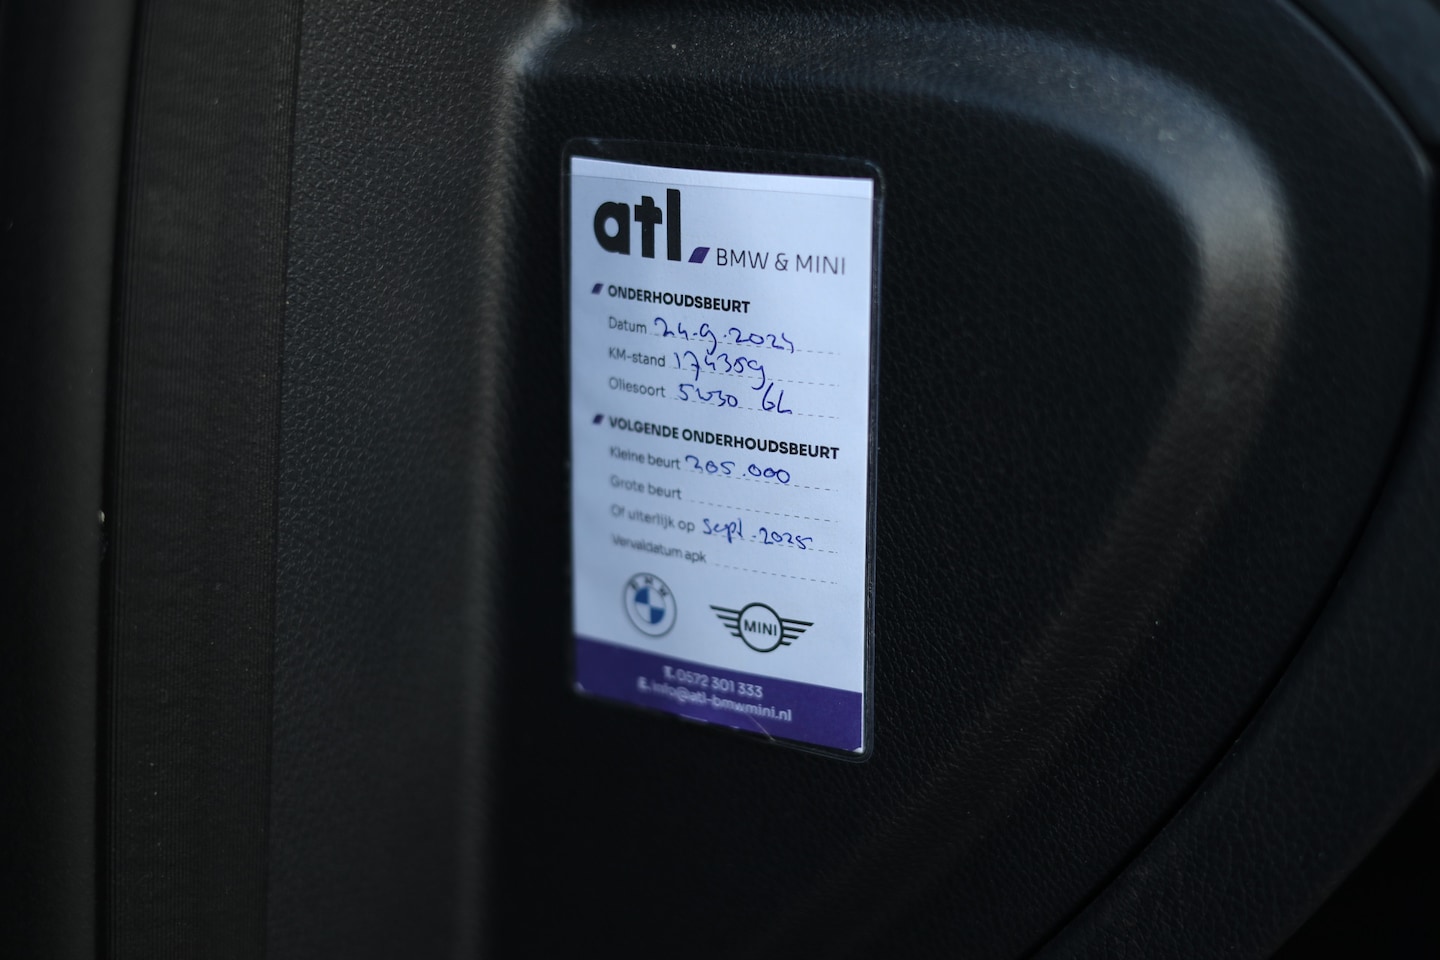 atl BMW & MINI
ONDERHOUDSBEURT
Datum 24.9.2024
KM-stand 174359
Oliesoort 5W30 6L
VOLGENDE ONDERHOUDSBEURT
Kleine beurt 205.000
Grote beurt
Of uiterlijk op sept.2025
Vervaldatum apk
BMW
MINI
T. 0572 301 333
E. info@atl-bmwmini.nl